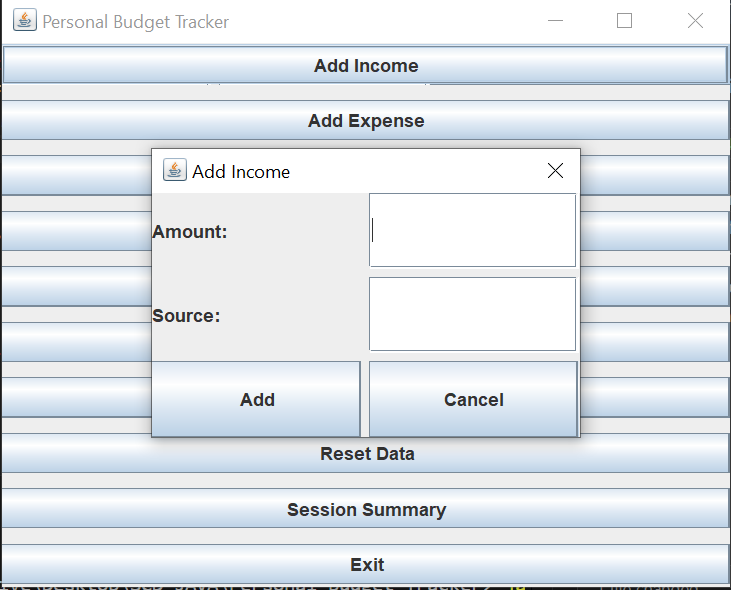 Personal Budget Tracker
Add Income
Add Expense
Add Income
Amount:
Source:
Add
Cancel
Reset Data
Session Summary
Exit